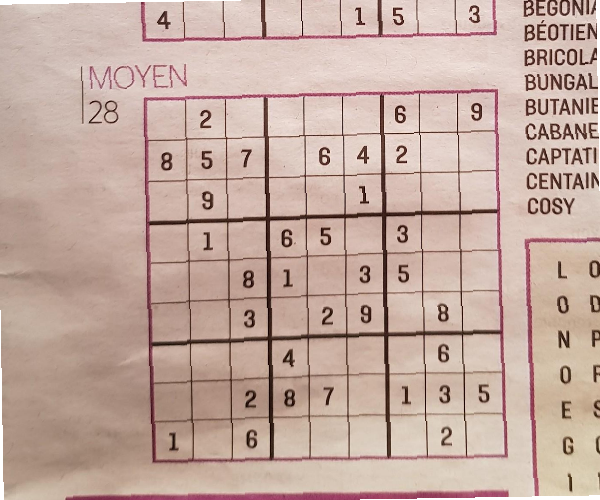 4 1 5 3
MOYEN
28
2 6 9
8 5 7 6 4 2
9 1
1 6 5 3
8 1 3 5
3 2 9 8
4 6
2 8 7 1 3 5
1 6 2
BÉOTIEN
BRICOLA
BUNGAL
BUTANIE
CABANE
CAPTATI
CENTAIN
COSY
L O
O D
N P
O F
E S
G